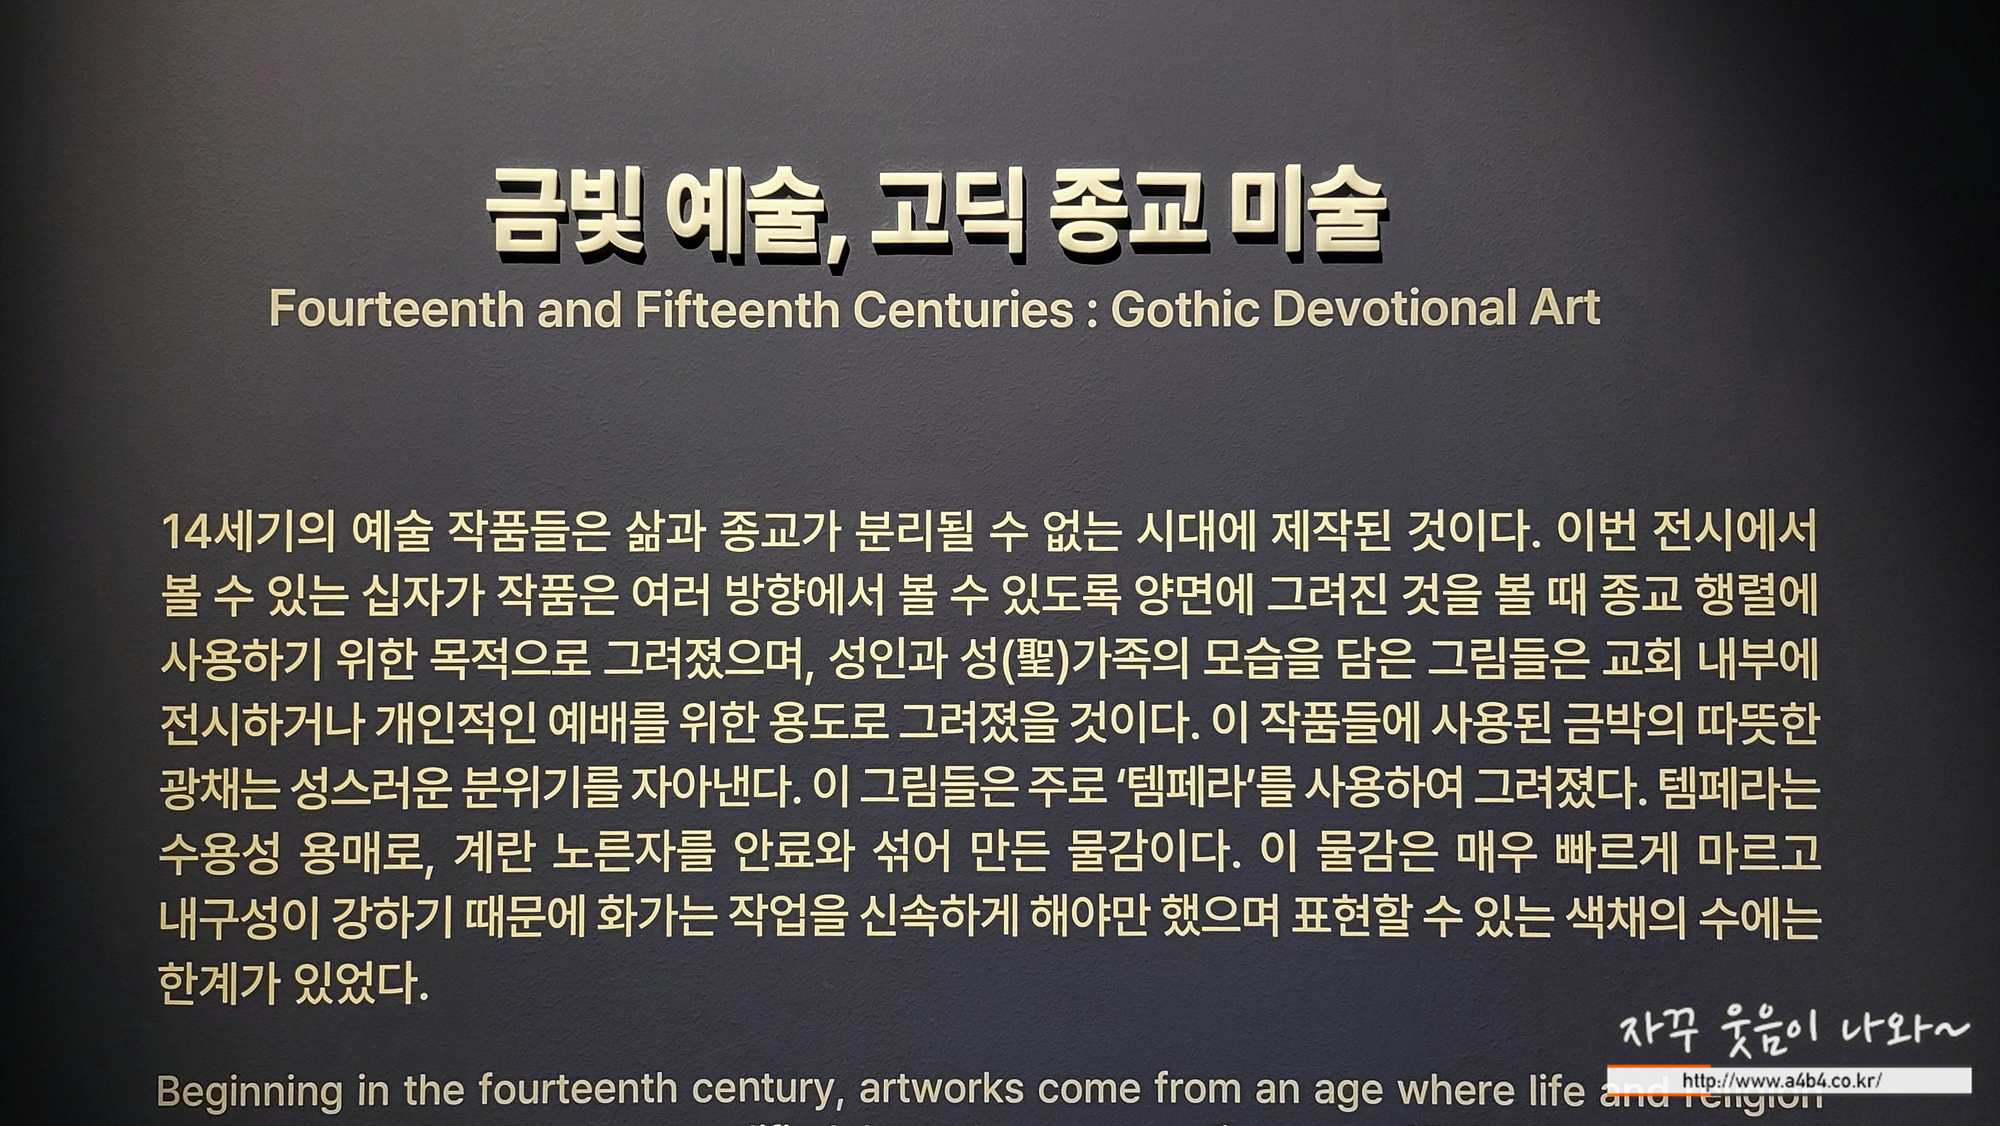 금빛 예술, 고딕 종교 미술
Fourteenth and Fifteenth Centuries : Gothic Devotional Art
14세기의 예술 작품들은 삶과 종교가 분리될 수 없는 시대에 제작된 것이다. 이번 전시에서
볼 수 있는 십자가 작품은 여러 방향에서 볼 수 있도록 양면에 그려진 것을 볼 때 종교 행렬에
사용하기 위한 목적으로 그려졌으며, 성인과 성(聖)가족의 모습을 담은 그림들은 교회 내부에
전시하거나 개인적인 예배를 위한 용도로 그려졌을 것이다. 이 작품들에 사용된 금박의 따뜻한
광채는 성스러운 분위기를 자아낸다. 이 그림들은 주로 ‘템페라’를 사용하여 그려졌다. 템페라는
수용성 용매로, 계란 노른자를 안료와 섞어 만든 물감이다. 이 물감은 매우 빠르게 마르고
내구성이 강하기 때문에 화가는 작업을 신속하게 해야만 했으며 표현할 수 있는 색채의 수에는
한계가 있었다.
Beginning in the fourteenth century, artworks come from an age where life and religion
자꾸 웃음이 나와~
http://www.a4b4.co.kr/